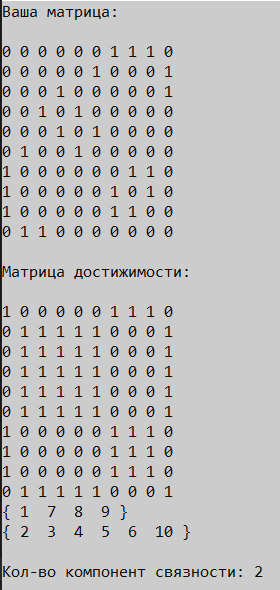 Ваша матрица:
0 0 0 0 0 0 1 1 1 0
0 0 0 0 0 1 0 0 0 1
0 0 0 1 0 0 0 0 0 1
0 0 1 0 1 0 0 0 0 0
0 0 0 1 0 1 0 0 0 0
0 1 0 0 1 0 0 0 0 0
1 0 0 0 0 0 0 1 1 0
1 0 0 0 0 0 1 0 1 0
1 0 0 0 0 0 1 1 0 0
0 1 1 0 0 0 0 0 0 0
Матрица достижимости:
1 0 0 0 0 0 1 1 1 0
0 1 1 1 1 1 0 0 0 1
0 1 1 1 1 1 0 0 0 1
0 1 1 1 1 1 0 0 0 1
0 1 1 1 1 1 0 0 0 1
0 1 1 1 1 1 0 0 0 1
1 0 0 0 0 0 1 1 1 0
1 0 0 0 0 0 1 1 1 0
1 0 0 0 0 0 1 1 1 0
0 1 1 1 1 1 0 0 0 1
{ 1 7 8 9 }
{ 2 3 4 5 6 10 }
Кол-во компонент связности: 2